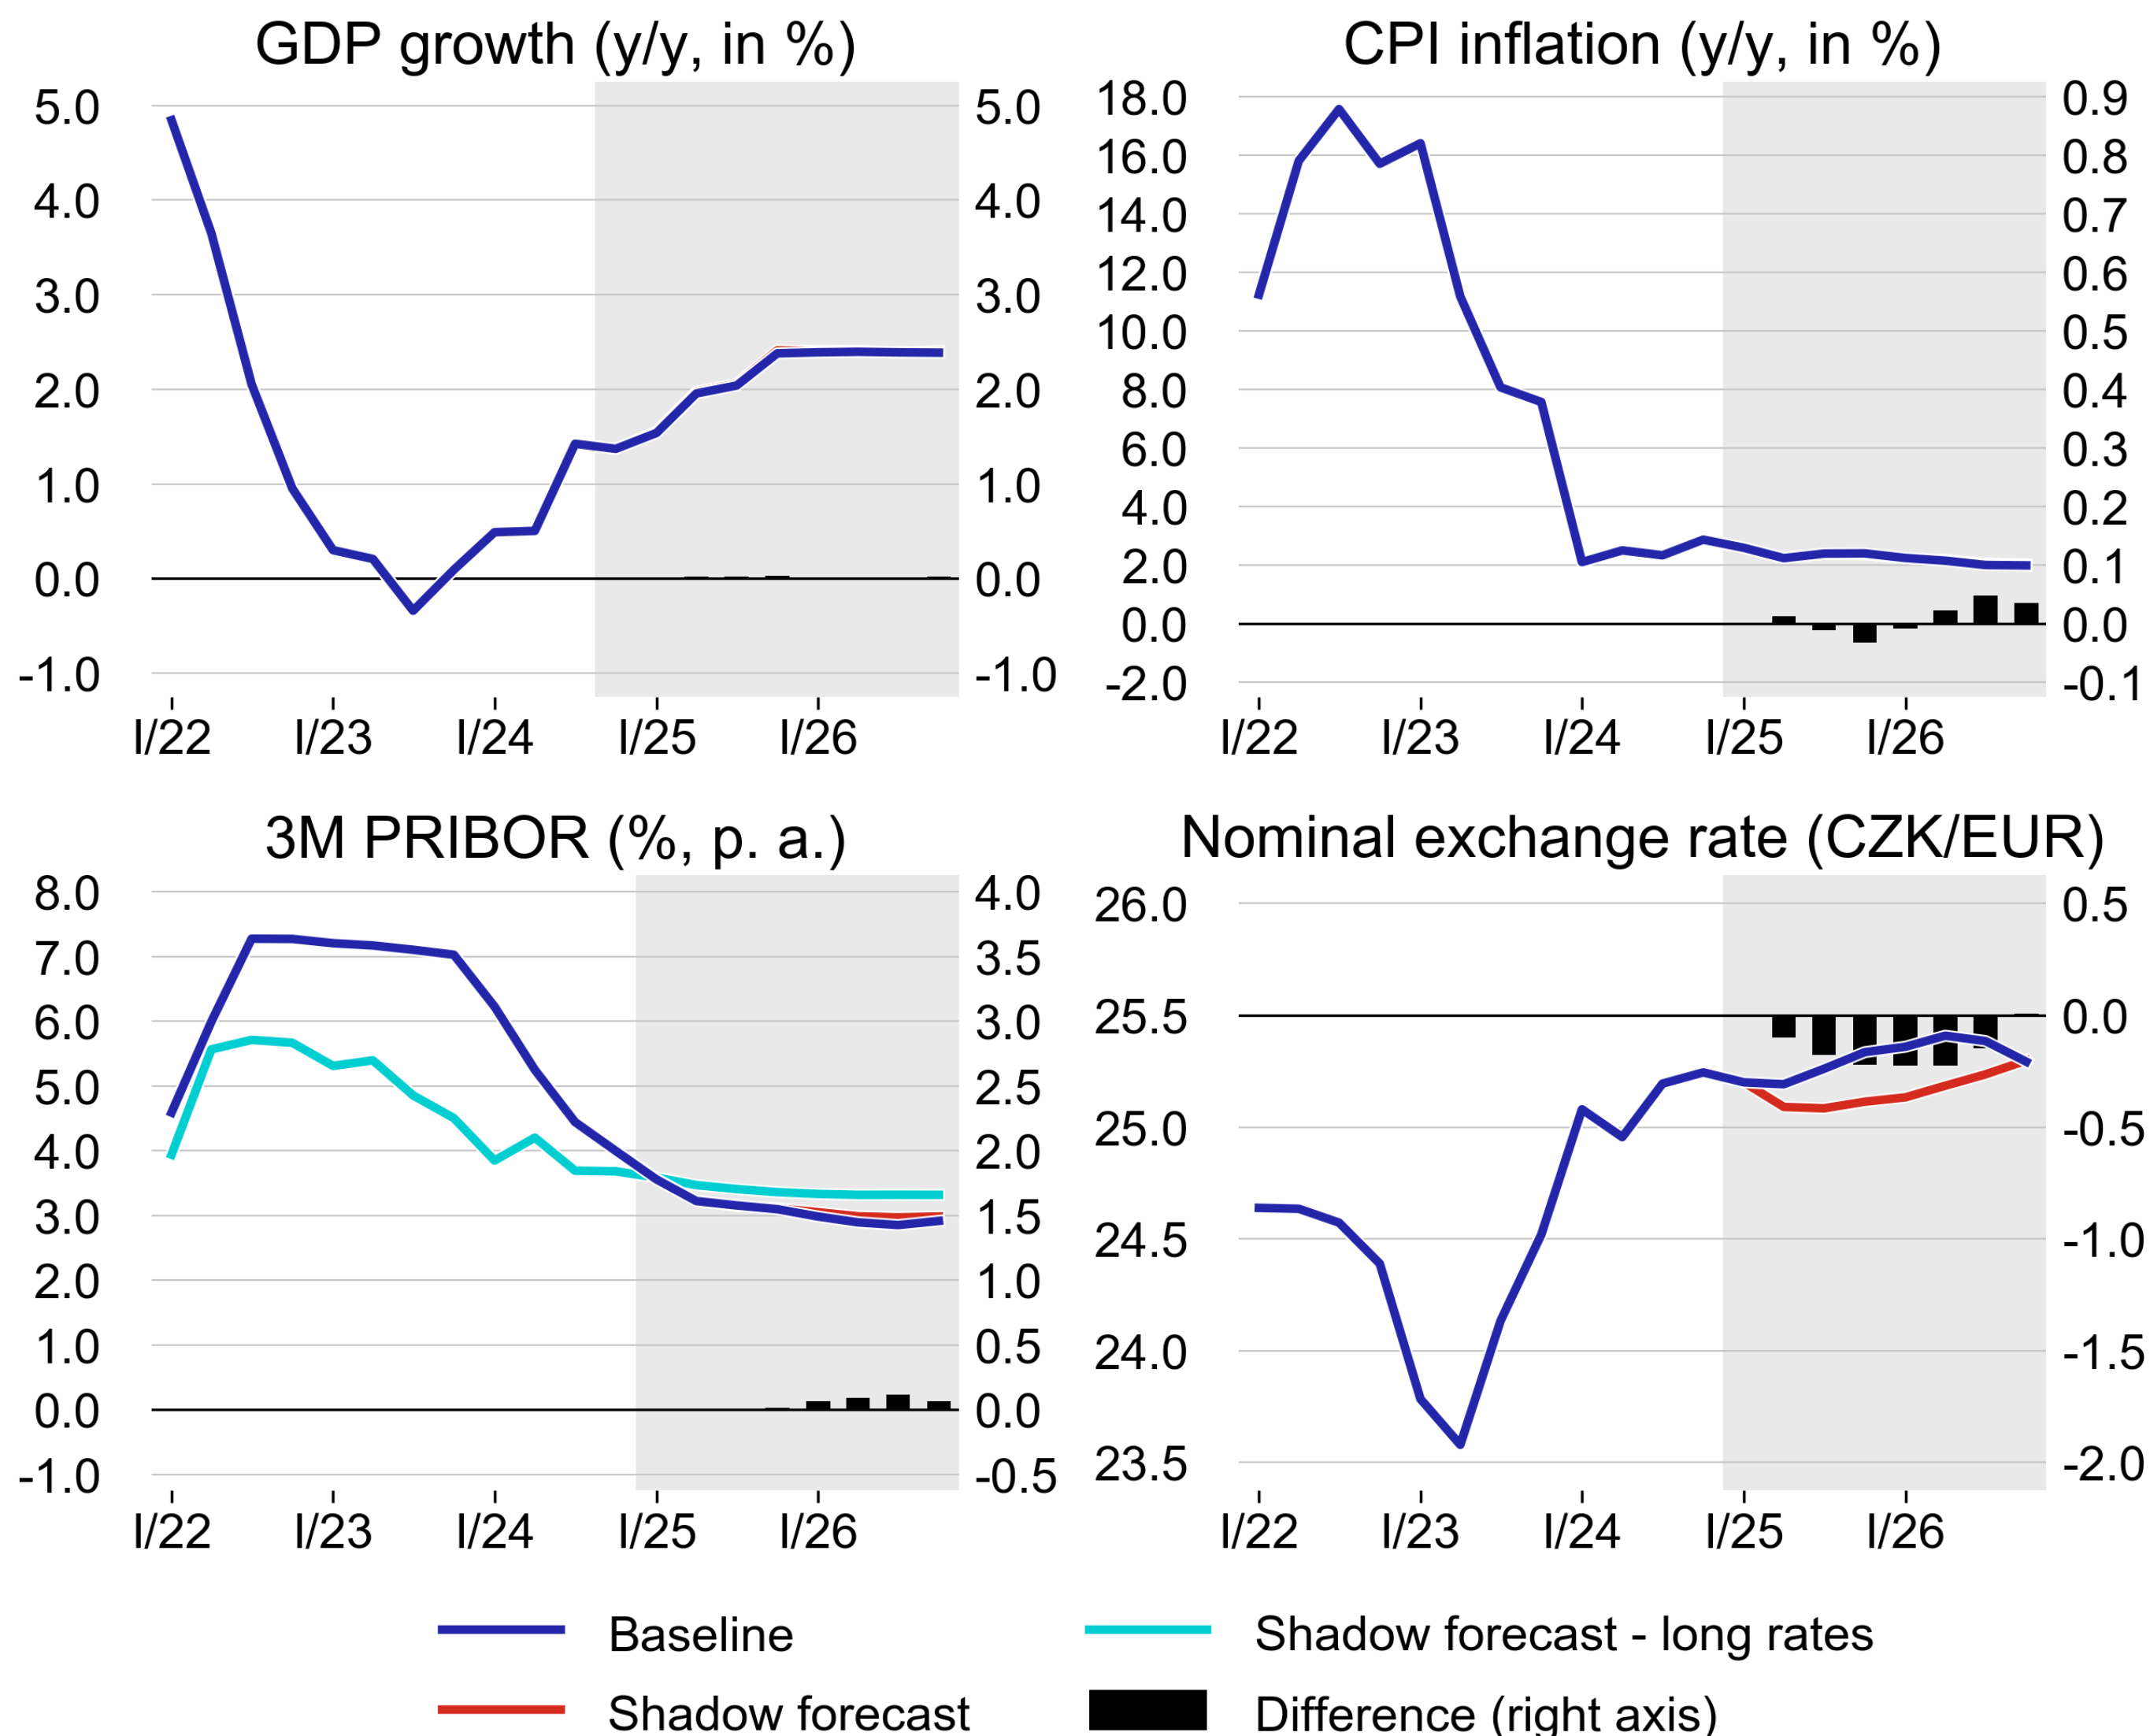 GDP growth (y/y, in %)
5.0 5.0
4.0 4.0
3.0 3.0
2.0 2.0
1.0 1.0
0.0 0.0
-1.0 -1.0
I/22 I/23 I/24 I/25 I/26
CPI inflation (y/y, in %)
18.0 0.9
16.0 0.8
14.0 0.7
12.0 0.6
10.0 0.5
8.0 0.4
6.0 0.3
4.0 0.2
2.0 0.1
0.0 0.0
-2.0 -0.1
I/22 I/23 I/24 I/25 I/26
3M PRIBOR (%, p. a.)
8.0 4.0
7.0 3.5
6.0 3.0
5.0 2.5
4.0 2.0
3.0 1.5
2.0 1.0
1.0 0.5
0.0 0.0
-1.0 -0.5
I/22 I/23 I/24 I/25 I/26
Nominal exchange rate (CZK/EUR)
26.0 0.5
25.5 0.0
25.0 -0.5
24.5 -1.0
24.0 -1.5
23.5 -2.0
I/22 I/23 I/24 I/25 I/26
Baseline
Shadow forecast - long rates
Shadow forecast
Difference (right axis)